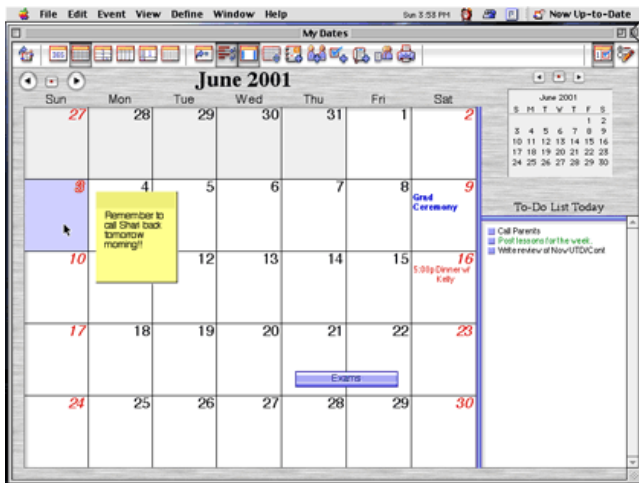 File Edit Event View Define Window Help Sun 3:53 PM Now Up-to-Date
My Dates
365
June 2001
Sun Mon Tue Wed Thu Fri Sat
27 28 29 30 31 1 2
3 4 5 6 7 8 9
Grad
Ceremony
Remember to
call Shari back
tomorrow
morning!!
10 12 13 14 15 16
5:00p Dinner w/
Kelly
17 18 19 20 21 22 23
Exams
24 25 26 27 28 29 30
June 2001
S M T W T F S
1 2
3 4 5 6 7 8 9
10 11 12 13 14 15 16
17 18 19 20 21 22 23
24 25 26 27 28 29 30
To-Do List Today
Call Parents
Post lessons for the week.
Write review of Now UTD/Cont